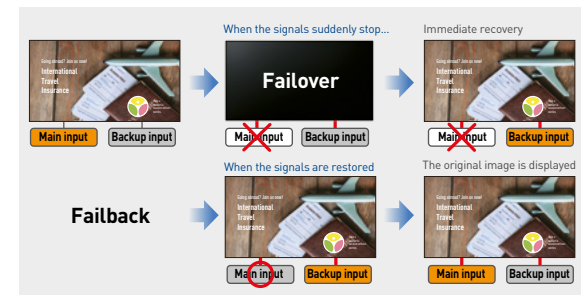 When the signals suddenly stop...
Immediate recovery
Going abroad? Join us now!
International
Travel
Insurance
Failover
Going abroad? Join us now!
International
Travel
Insurance
Main input
Backup input
Main input
Backup input
Main input
Backup input
When the signals are restored
The original image is displayed
Failback
Going abroad? Join us now!
International
Travel
Insurance
Going abroad? Join us now!
International
Travel
Insurance
Main input
Backup input
Main input
Backup input